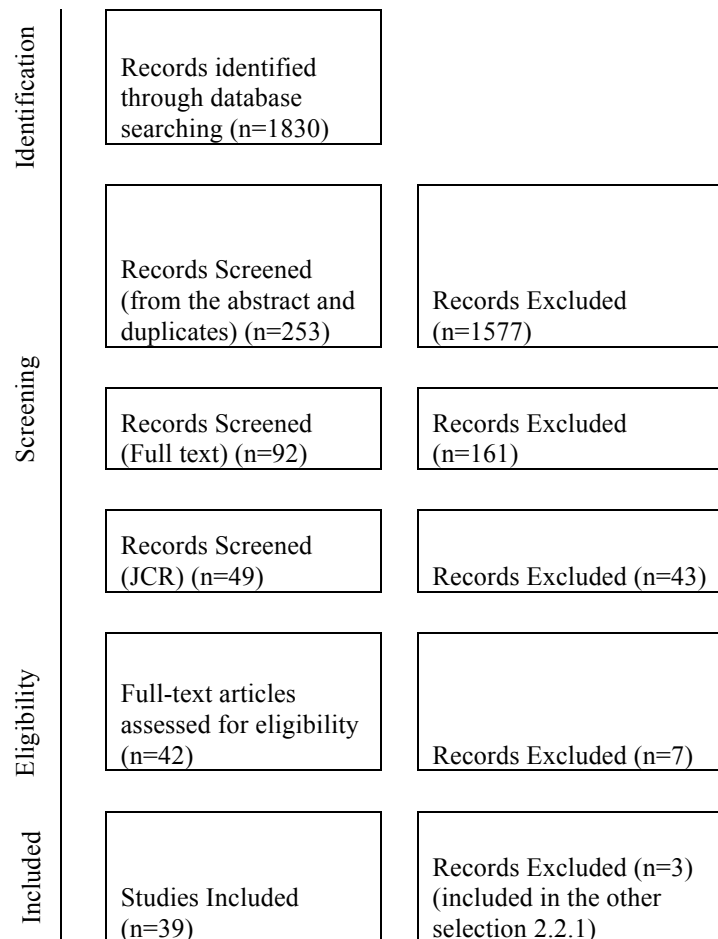 Identification
Records identified
through database
searching (n=1830)
Screening
Records Screened
(from the abstract and
duplicates) (n=253)
Records Excluded
(n=1577)
Records Screened
(Full text) (n=92)
Records Excluded
(n=161)
Records Screened
(JCR) (n=49)
Records Excluded (n=43)
Eligibility
Full-text articles
assessed for eligibility
(n=42)
Records Excluded (n=7)
Included
Studies Included
(n=39)
Records Excluded (n=3)
(included in the other
selection 2.2.1)